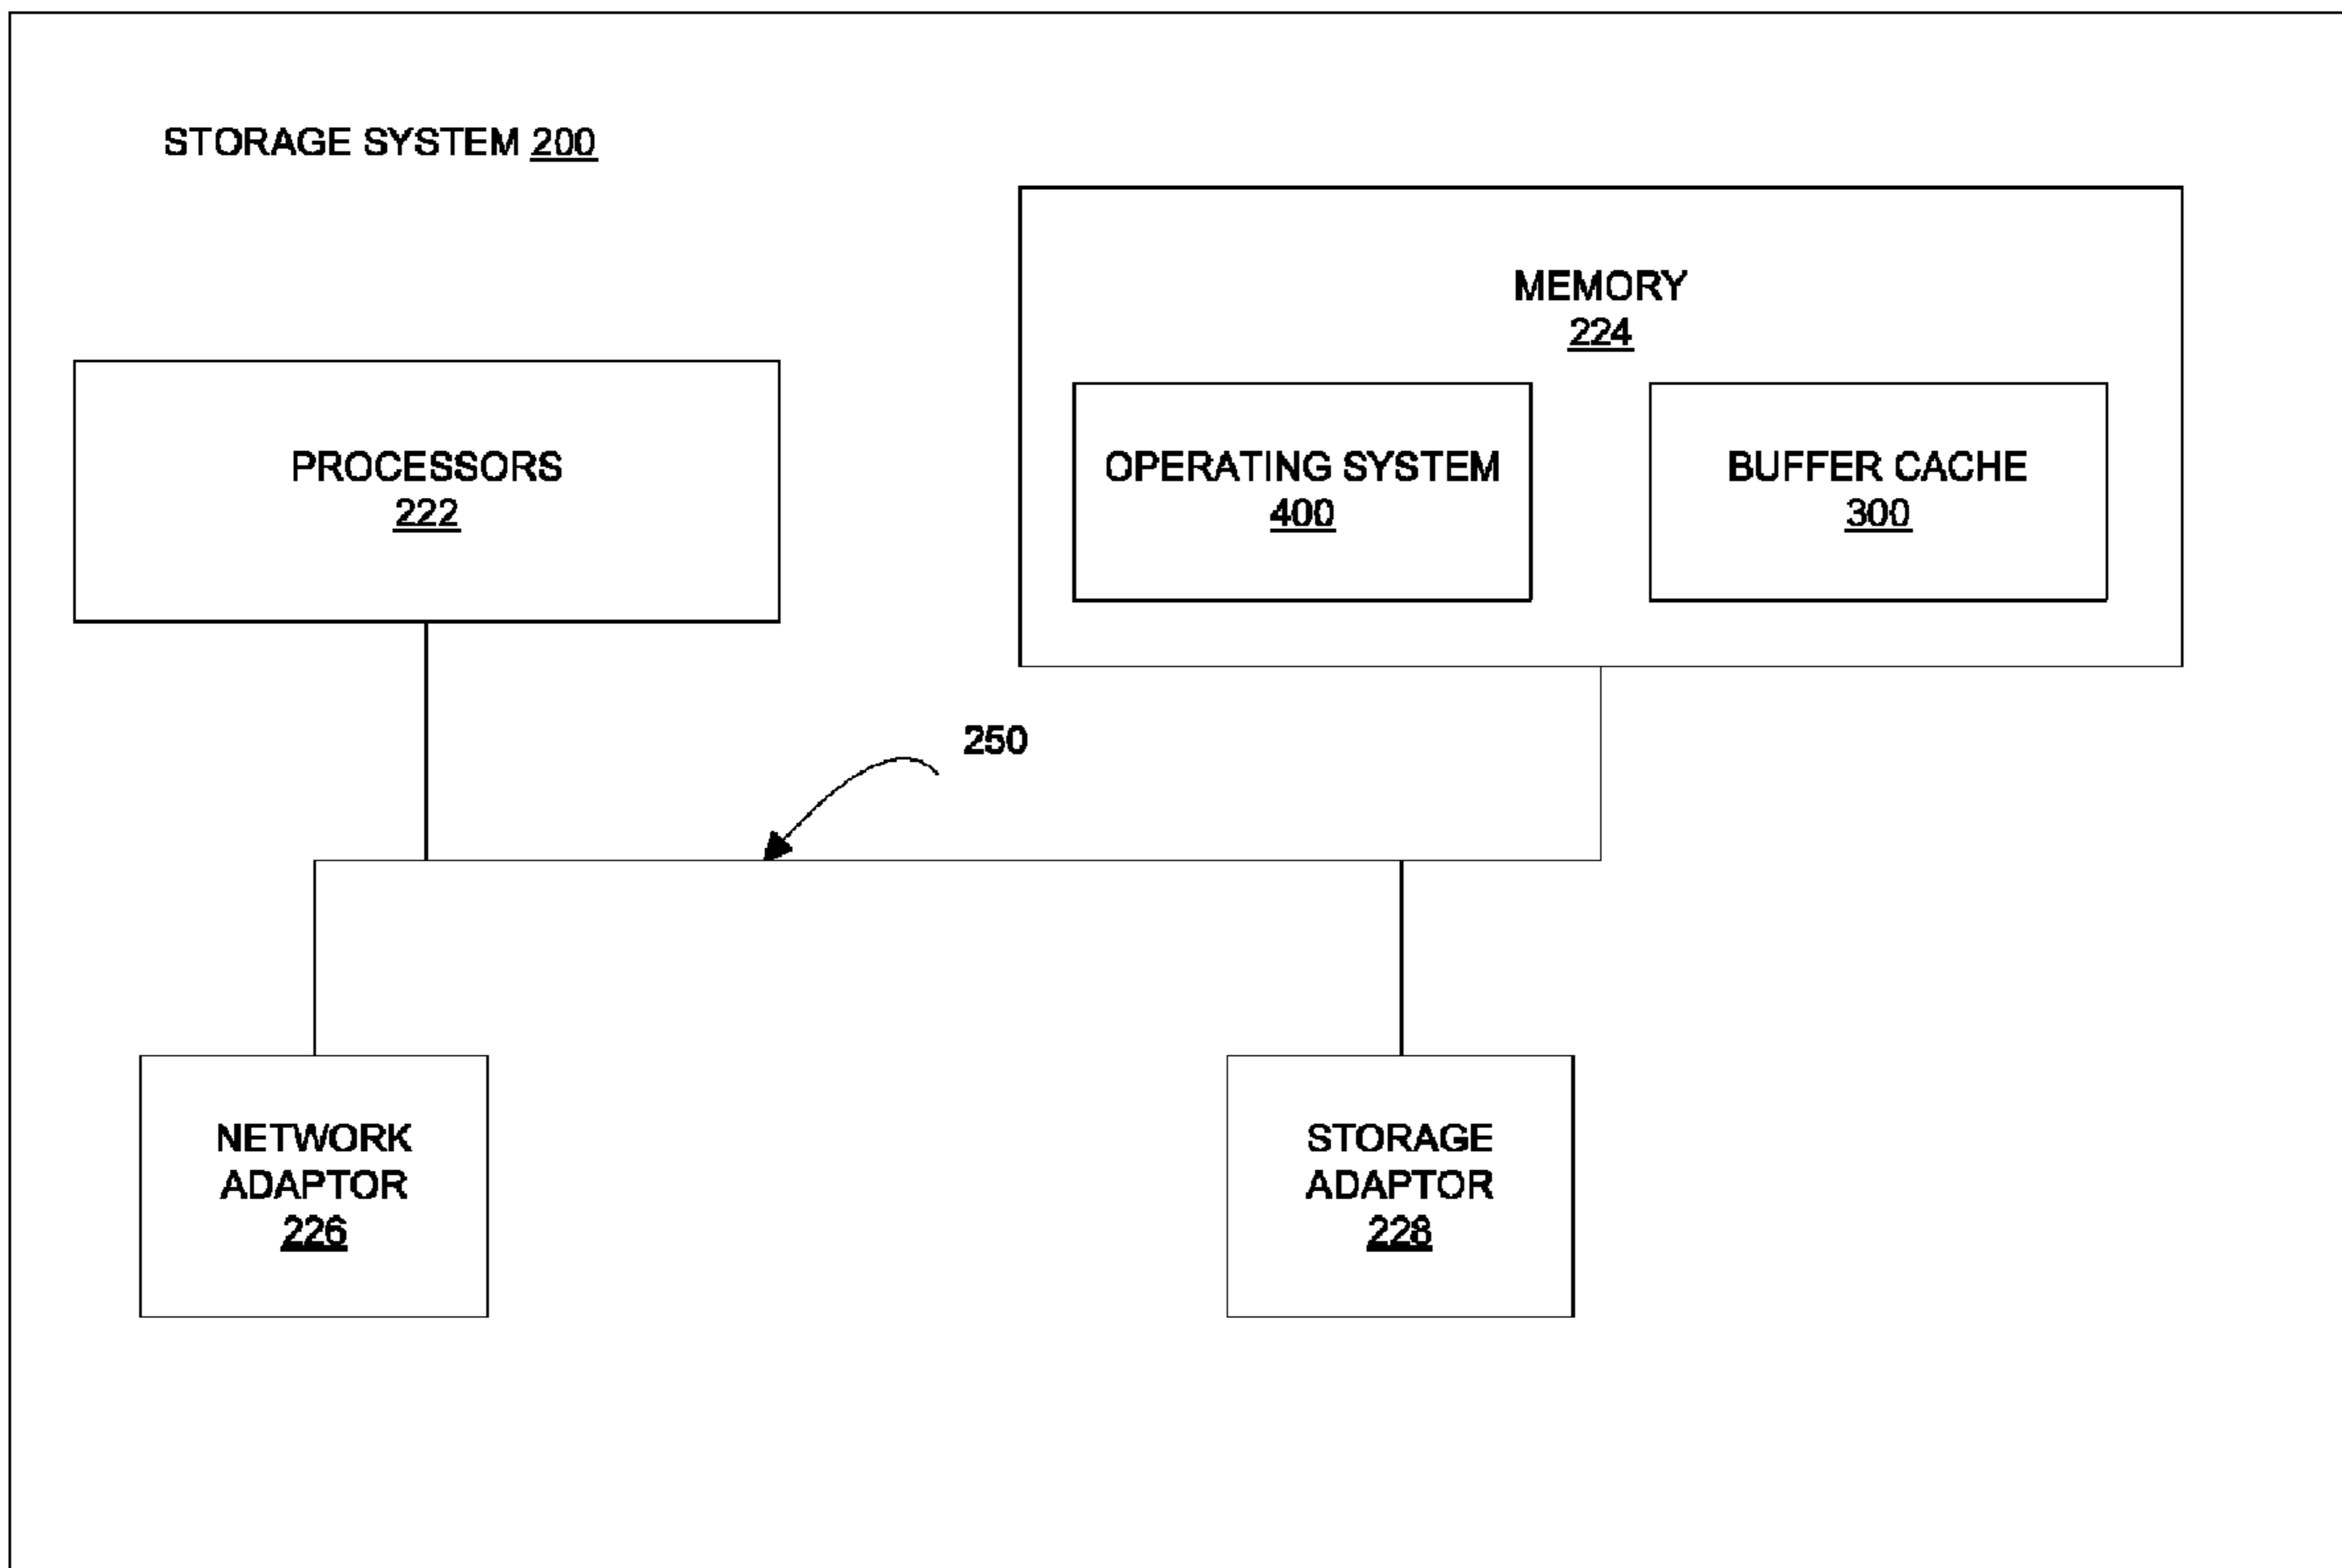 STORAGE SYSTEM 200
MEMORY
224
PROCESSORS
222
OPERATING SYSTEM
400
BUFFER CACHE
300
250
NETWORK
ADAPTOR
226
STORAGE
ADAPTOR
228